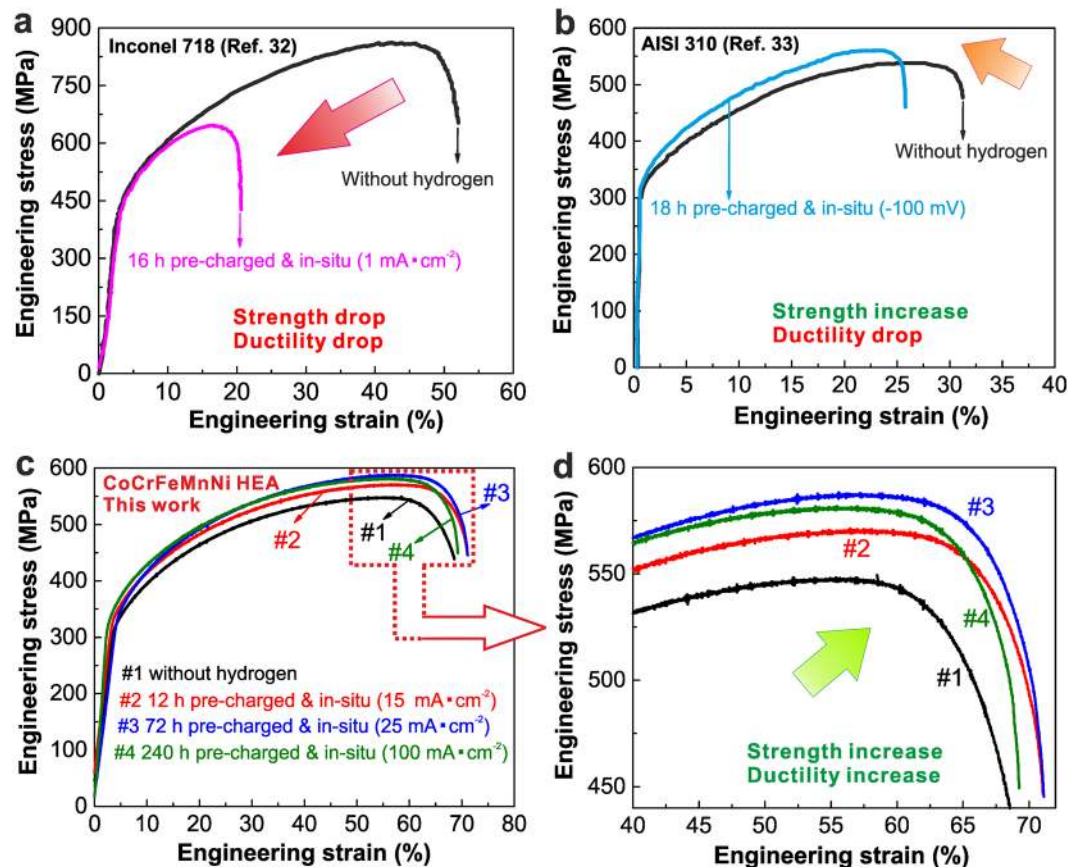 a
Inconel 718 (Ref. 32)
Engineering stress (MPa)
900
750
600
450
300
150
0
Without hydrogen
16 h pre-charged & in-situ (1 mA·cm⁻²)
Strength drop
Ductility drop
0 10 20 30 40 50 60
Engineering strain (%)
b
AISI 310 (Ref. 33)
Engineering stress (MPa)
600
500
400
300
200
100
0
Without hydrogen
18 h pre-charged & in-situ (-100 mV)
Strength increase
Ductility drop
0 5 10 15 20 25 30 35 40
Engineering strain (%)
c
CoCrFeMnNi HEA
This work
Engineering stress (MPa)
600
500
400
300
200
100
0
#1
#2
#3
#4
#1 without hydrogen
#2 12 h pre-charged & in-situ (15 mA·cm⁻²)
#3 72 h pre-charged & in-situ (25 mA·cm⁻²)
#4 240 h pre-charged & in-situ (100 mA·cm⁻²)
0 10 20 30 40 50 60 70 80
Engineering strain (%)
d
Engineering stress (MPa)
600
550
500
450
#3
#2
#4
#1
Strength increase
Ductility increase
40 45 50 55 60 65 70
Engineering strain (%)